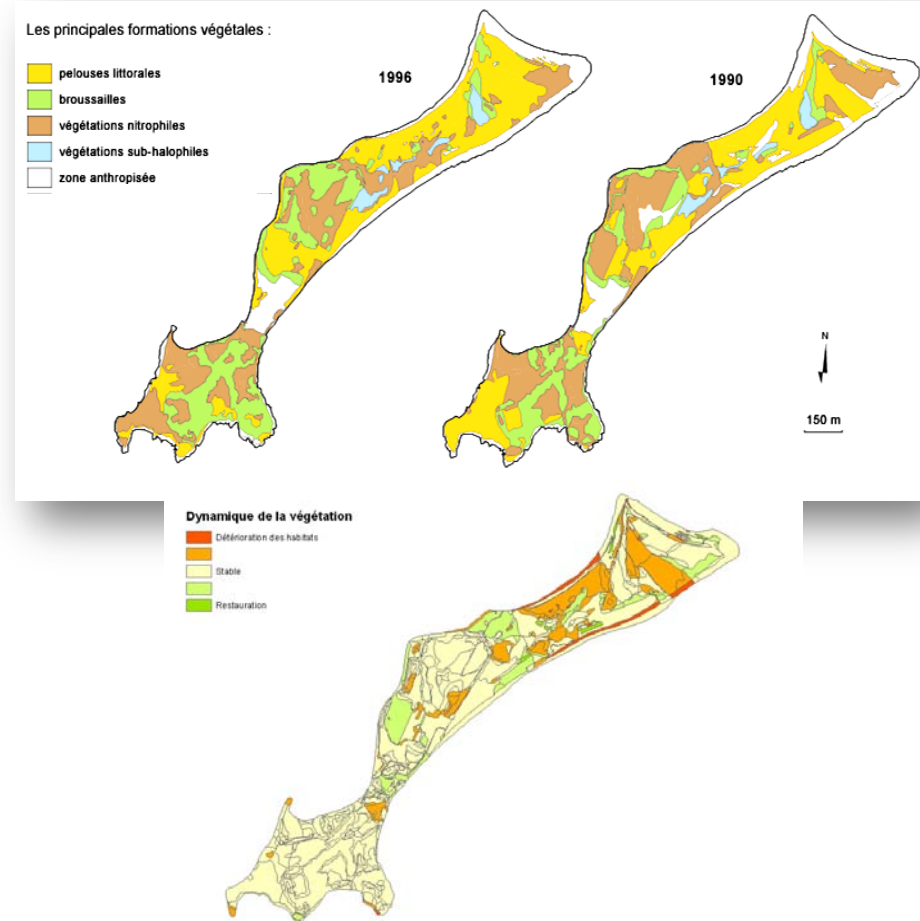 Les principales formations végétales :
pelouses littorales
broussailles
végétations nitrophiles
végétations sub-halophiles
zone anthropisée
1996
1990
N
150 m
Dynamique de la végétation
Détérioration des habitats
Stable
Restauration